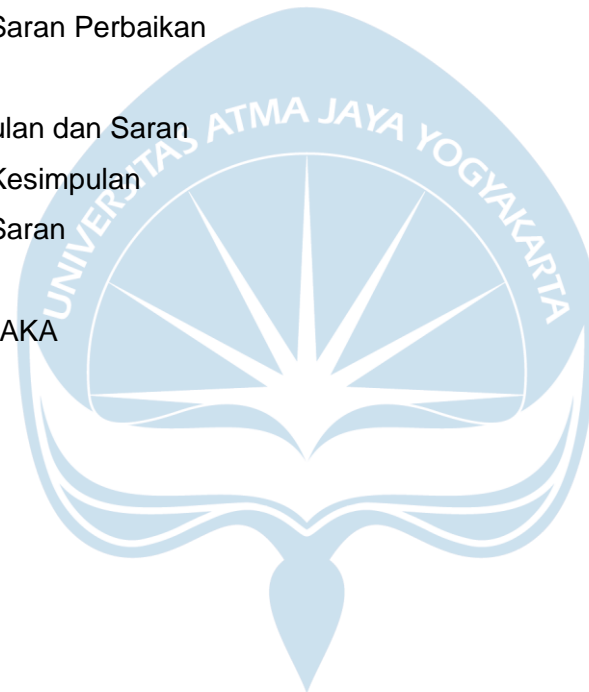 Saran Perbaikan
ulan dan Saran
Kesimpulan
Saran
AKA
UNIVERSITAS ATMA JAYA YOGYAKARTA